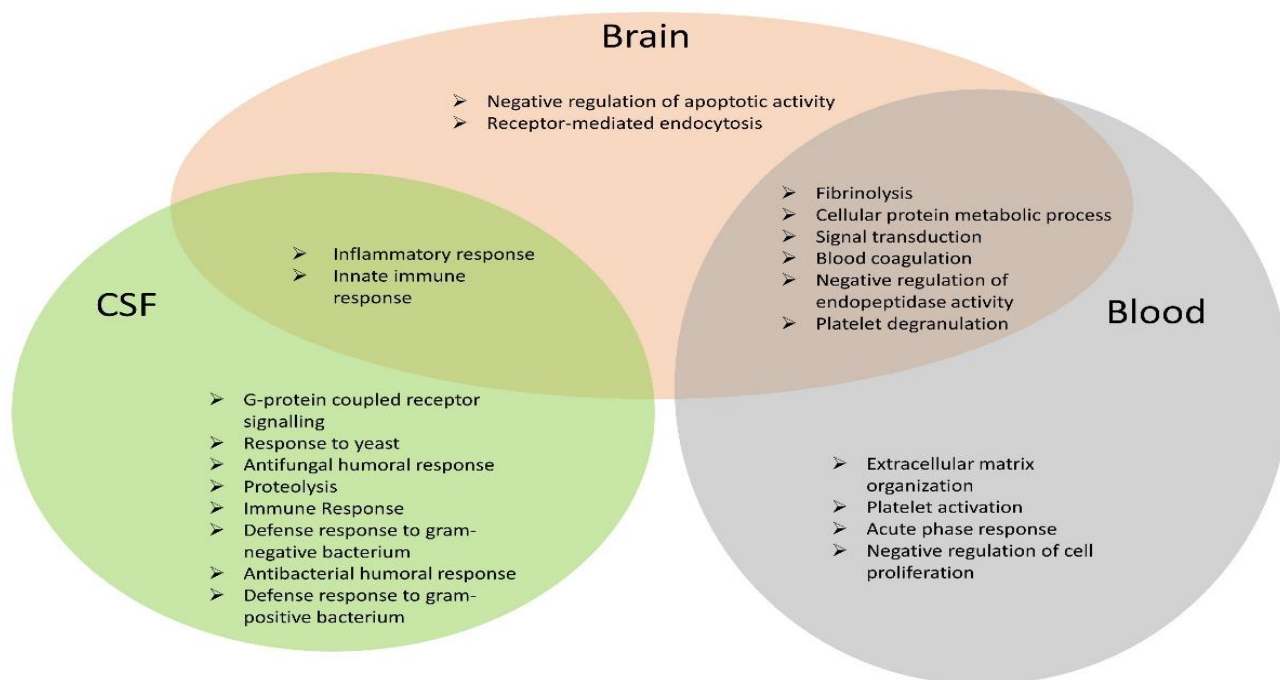 Brain
➢ Negative regulation of apoptotic activity
➢ Receptor-mediated endocytosis
➢ Fibrinolysis
➢ Cellular protein metabolic process
➢ Signal transduction
➢ Blood coagulation
➢ Negative regulation of
endopeptidase activity
➢ Platelet degranulation
➢ Inflammatory response
➢ Innate immune
response
CSF
Blood
➢ G-protein coupled receptor
signalling
➢ Response to yeast
➢ Antifungal humoral response
➢ Proteolysis
➢ Immune Response
➢ Defense response to gram-
negative bacterium
➢ Antibacterial humoral response
➢ Defense response to gram-
positive bacterium
➢ Extracellular matrix
organization
➢ Platelet activation
➢ Acute phase response
➢ Negative regulation of cell
proliferation